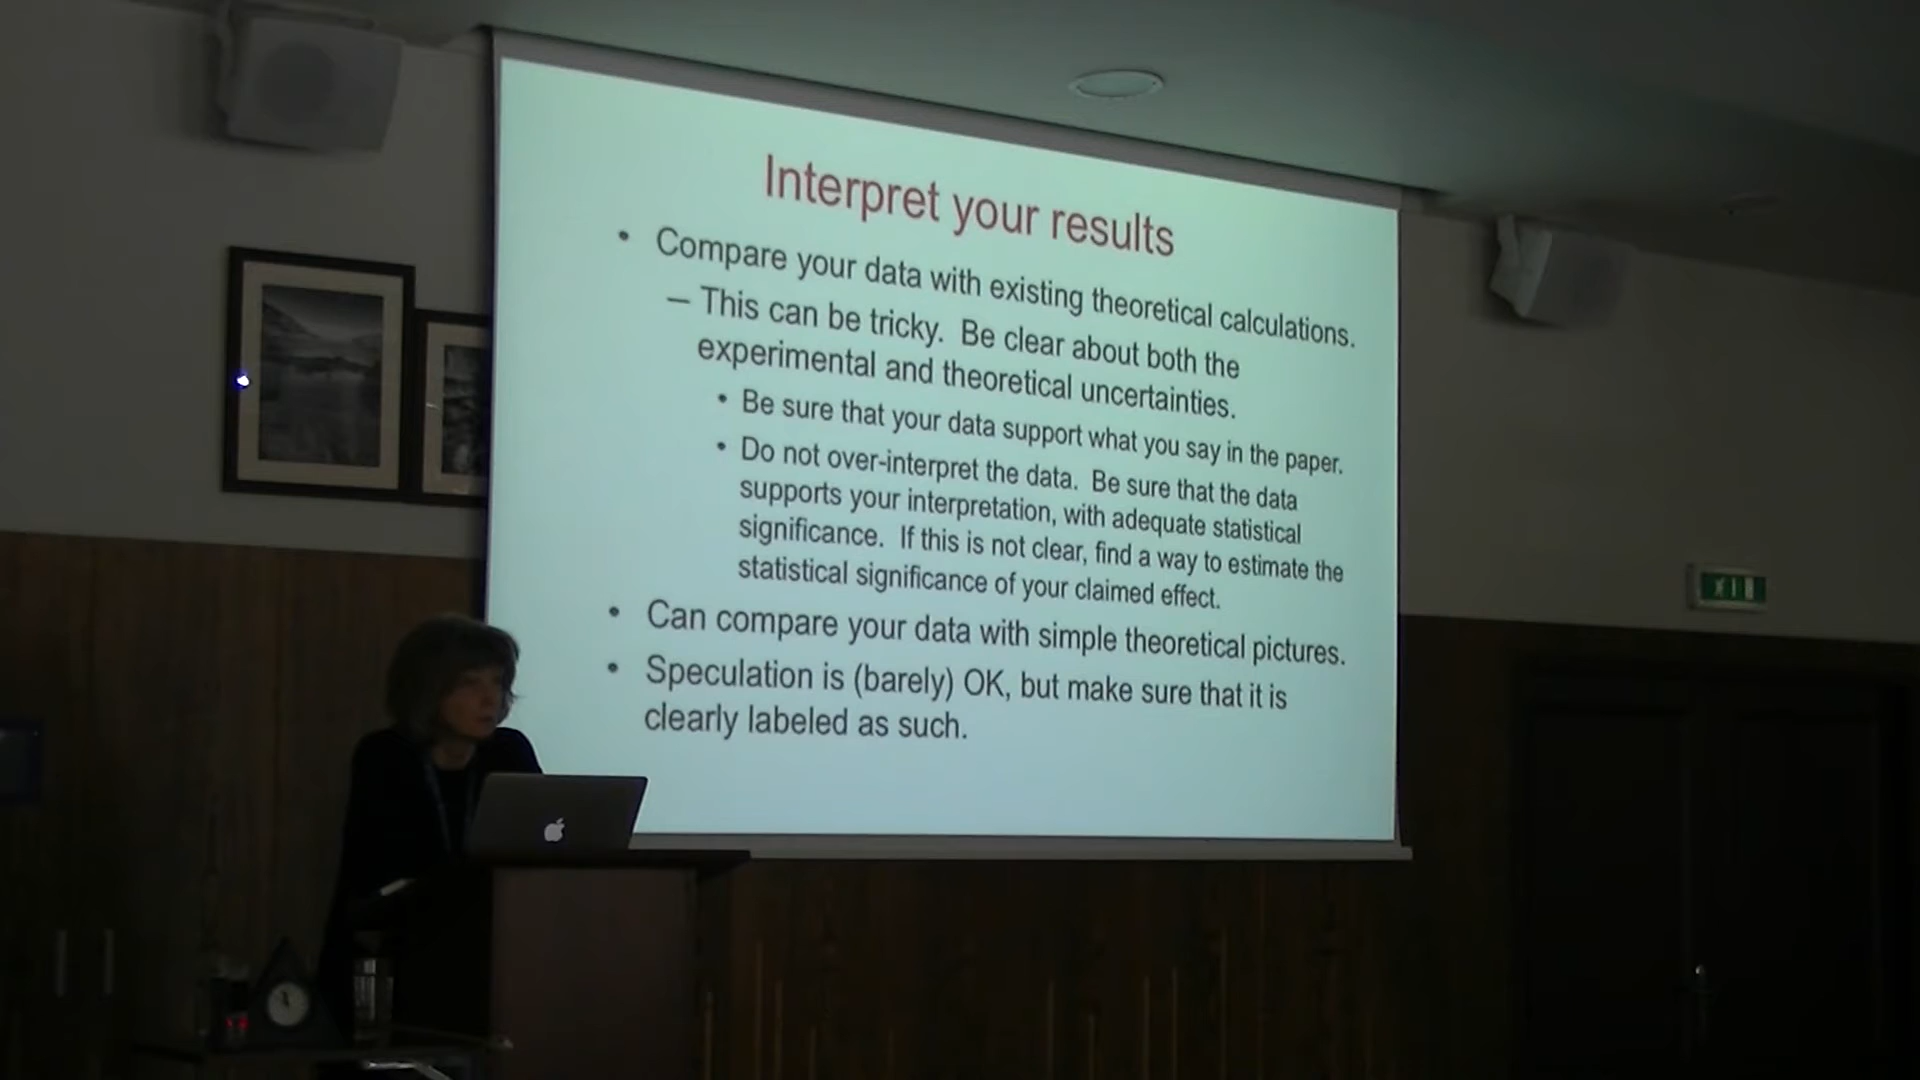 Interpret your results
• Compare your data with existing theoretical calculations.
– This can be tricky.  Be clear about both the
experimental and theoretical uncertainties.
• Be sure that your data support what you say in the paper.
• Do not over-interpret the data.  Be sure that the data
supports your interpretation, with adequate statistical
significance.  If this is not clear, find a way to estimate the
statistical significance of your claimed effect.
• Can compare your data with simple theoretical pictures.
• Speculation is (barely) OK, but make sure that it is
clearly labeled as such.